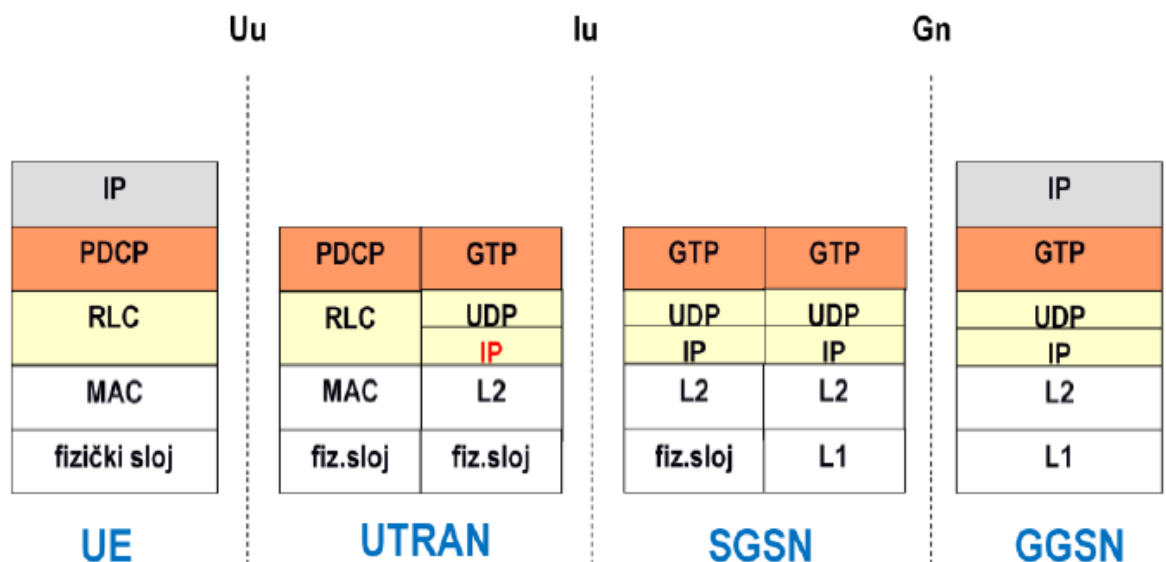 Uu Iu Gn
IP IP
PDCP PDCP GTP GTP GTP GTP
RLC RLC UDP UDP UDP UDP
IP IP IP IP
MAC MAC L2 L2 L2 L2
fizički sloj fiz.sloj fiz.sloj fiz.sloj L1 L1
UE UTRAN SGSN GGSN